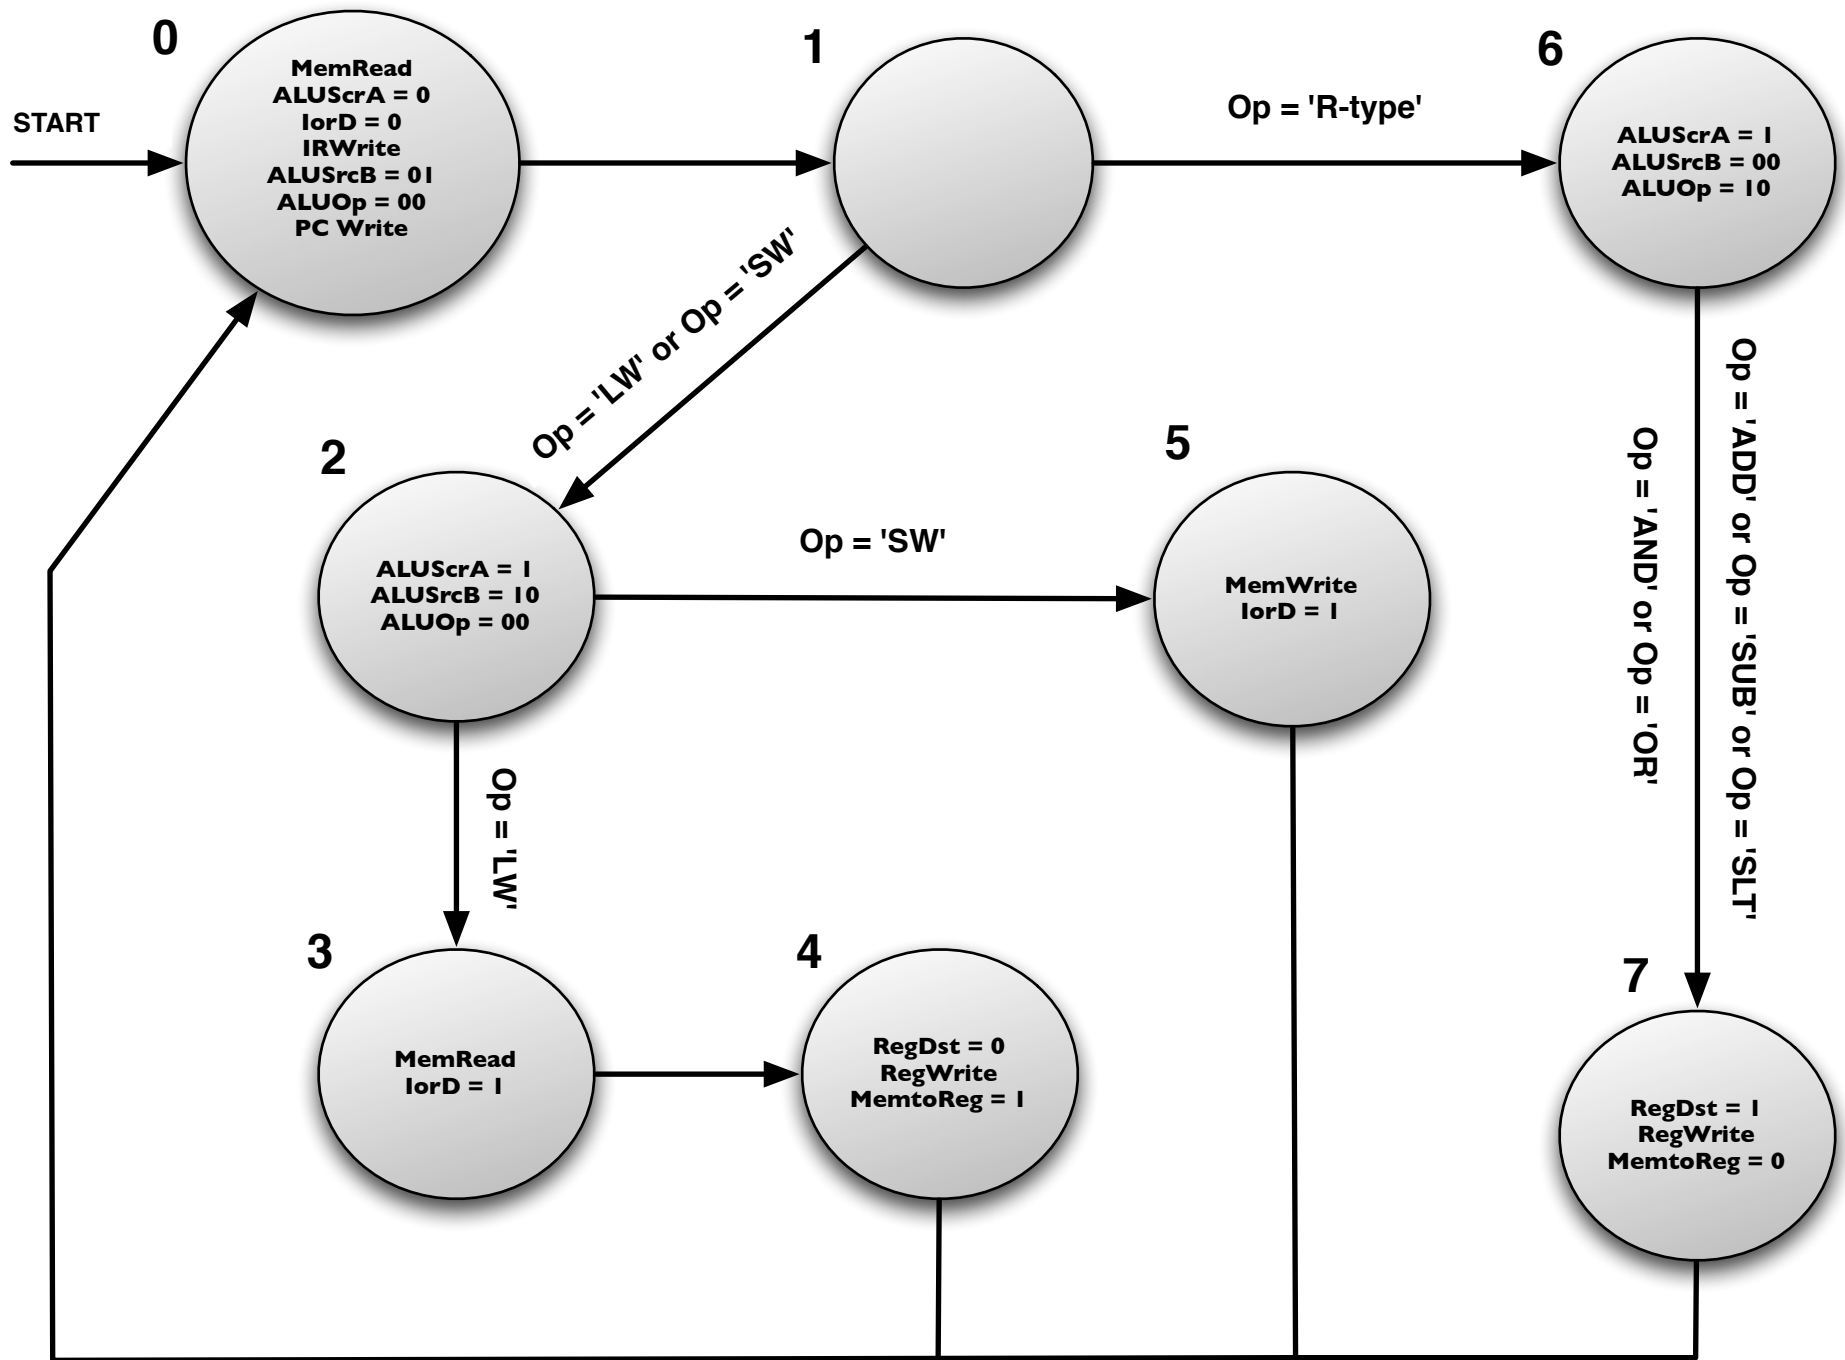 0
START
MemRead
ALUScrA = 0
IorD = 0
IRWrite
ALUSrcB = 01
ALUOp = 00
PC Write
1
Op = 'R-type'
6
ALUScrA = 1
ALUSrcB = 00
ALUOp = 10
Op = 'LW' or Op = 'SW'
2
ALUScrA = 1
ALUSrcB = 10
ALUOp = 00
Op = 'SW'
5
MemWrite
IorD = 1
Op = 'ADD' or Op = 'SUB' or Op = 'SLT'
Op = 'AND' or Op = 'OR'
Op = 'LW'
3
MemRead
IorD = 1
4
RegDst = 0
RegWrite
MemtoReg = 1
7
RegDst = 1
RegWrite
MemtoReg = 0